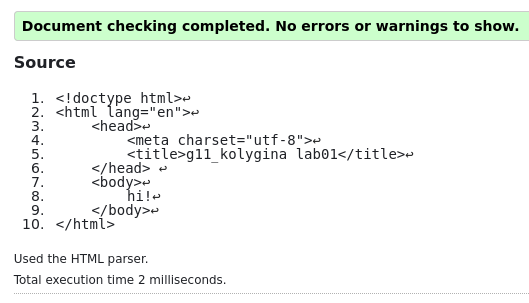 Document checking completed. No errors or warnings to show.
Source
1. <!doctype html>↩
2. <html lang="en">↩
3. <head>↩
4. <meta charset="utf-8">↩
5. <title>g11_kolygina lab01</title>↩
6. </head> ↩
7. <body>↩
8. hi!↩
9. </body>↩
10. </html>
Used the HTML parser.
Total execution time 2 milliseconds.